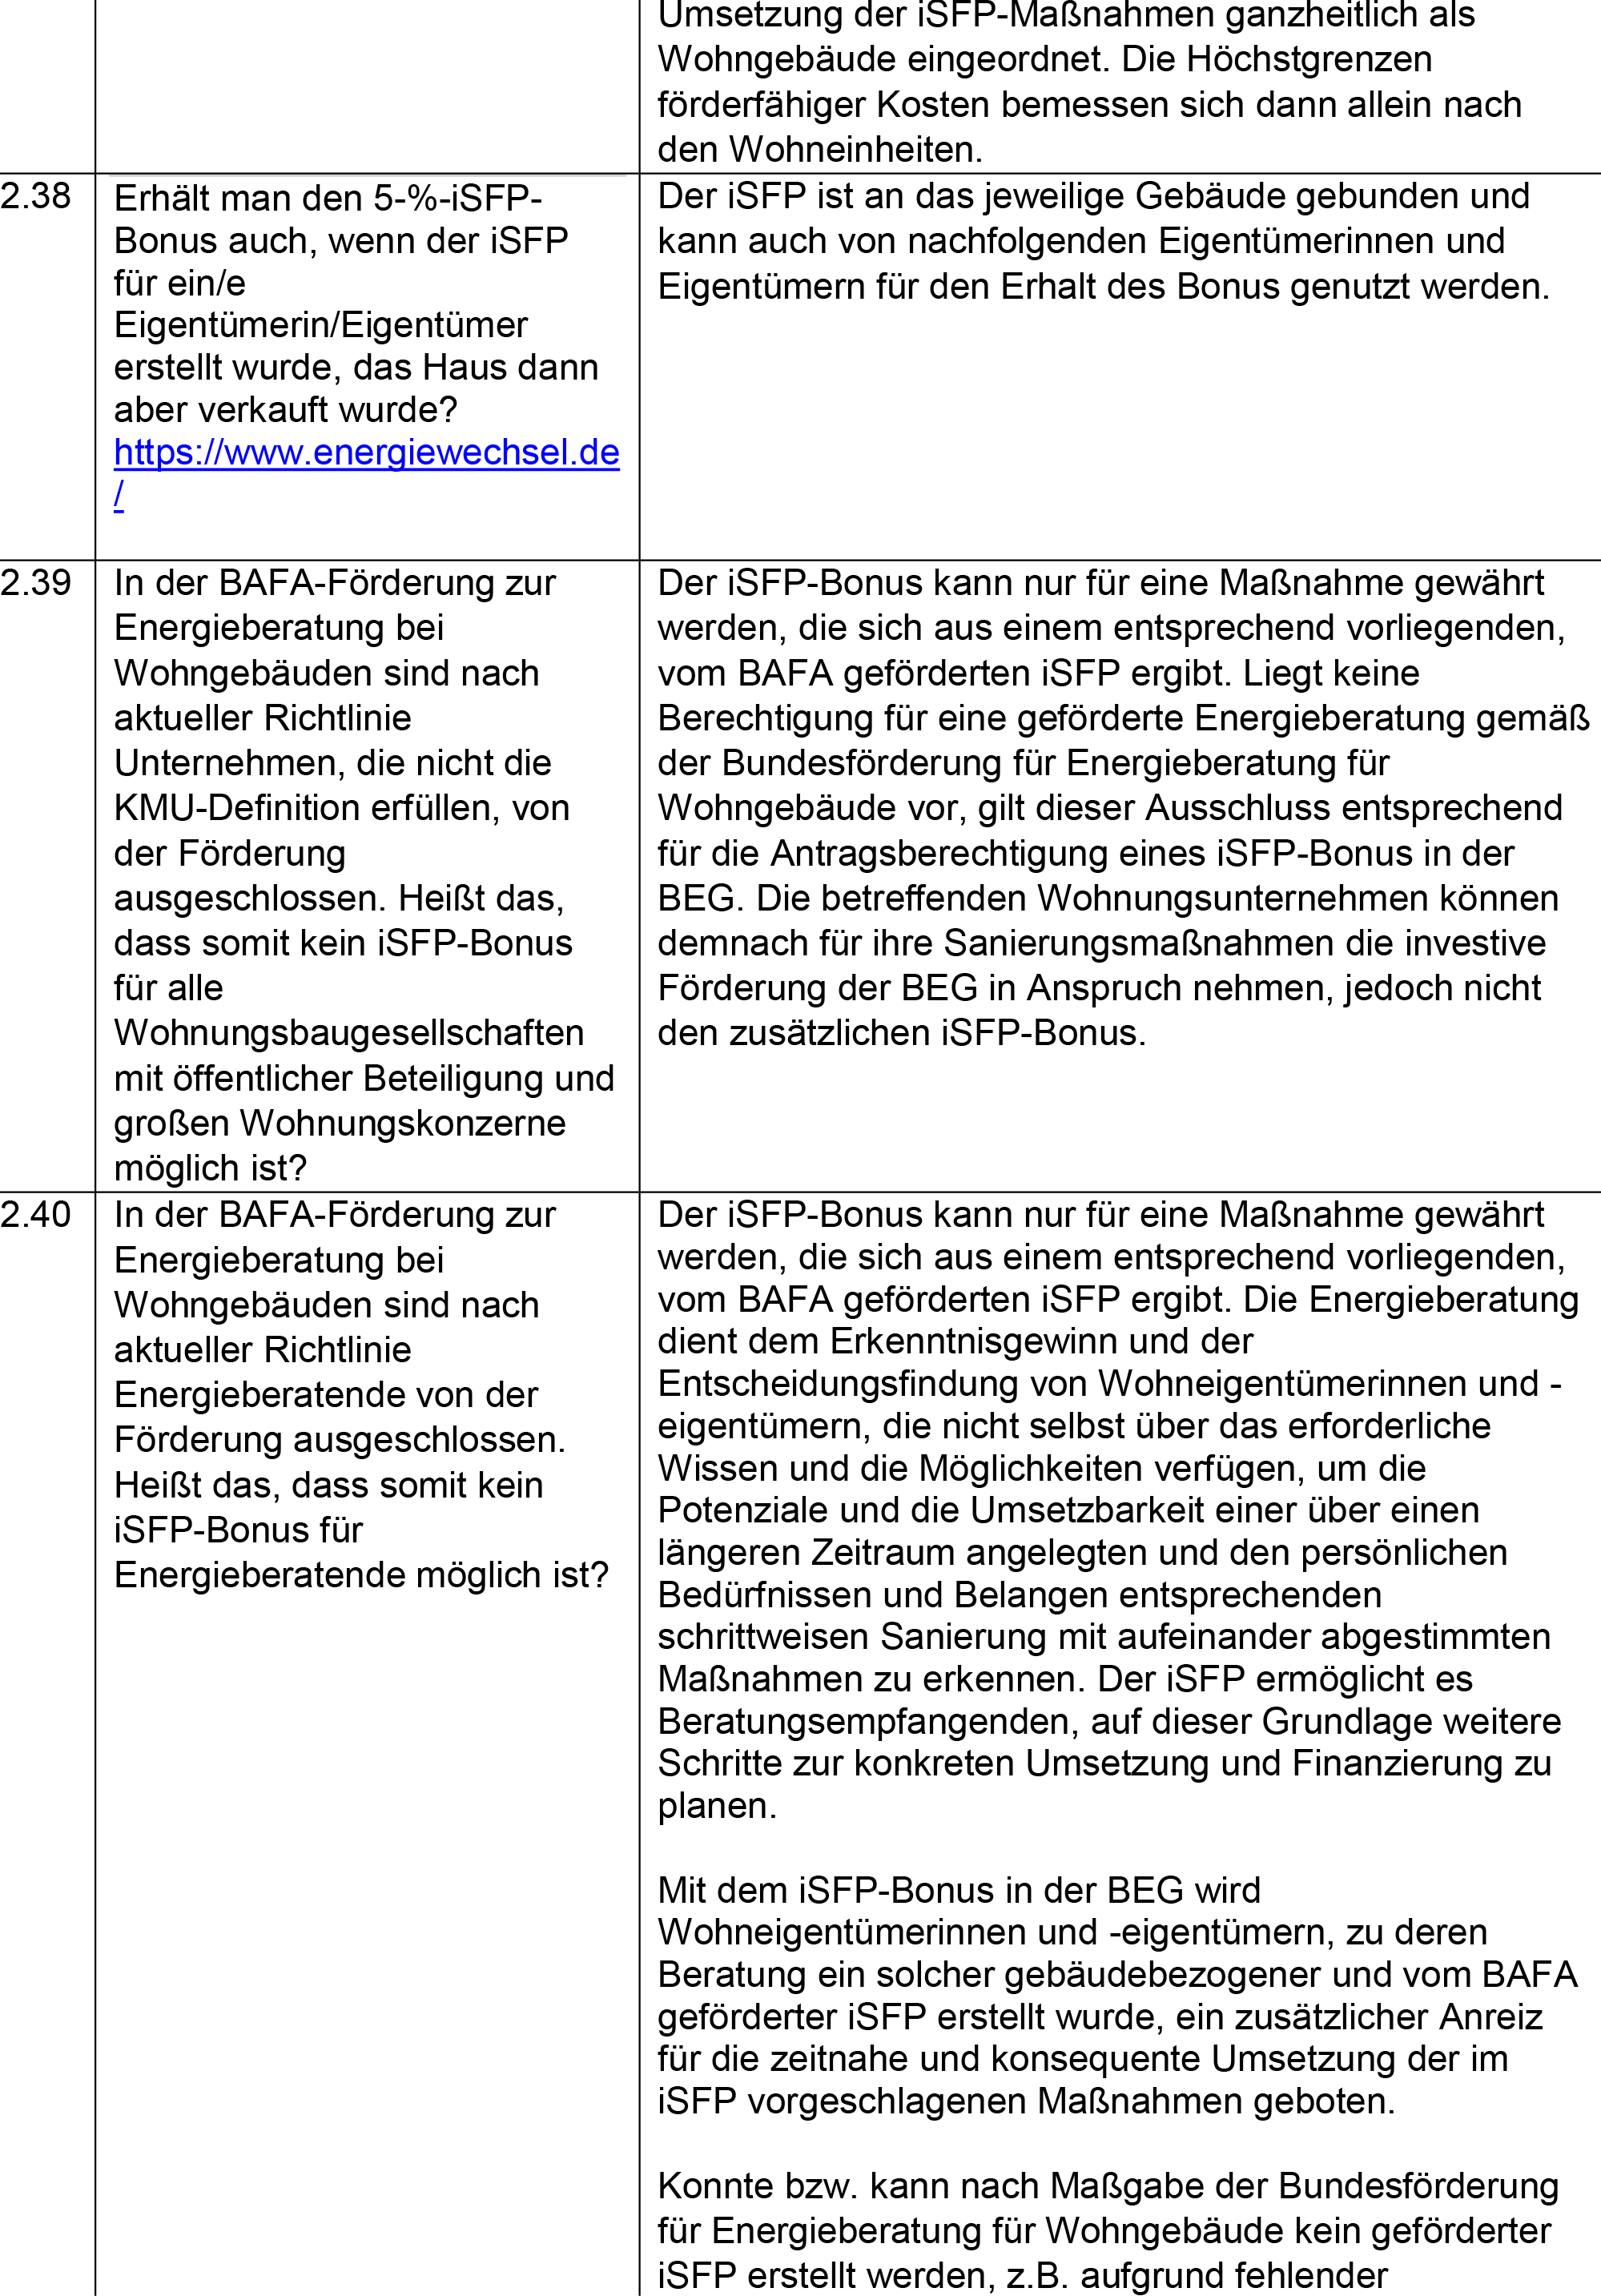 Umsetzung der iSFP-Maßnahmen ganzheitlich als
Wohngebäude eingeordnet. Die Höchstgrenzen
förderfähiger Kosten bemessen sich dann allein nach
den Wohneinheiten.
2.38
Erhält man den 5-%-iSFP-
Bonus auch, wenn der iSFP
für ein/e
Eigentümerin/Eigentümer
erstellt wurde, das Haus dann
aber verkauft wurde?
https://www.energiewechsel.de
/
Der iSFP ist an das jeweilige Gebäude gebunden und
kann auch von nachfolgenden Eigentümerinnen und
Eigentümern für den Erhalt des Bonus genutzt werden.
2.39
In der BAFA-Förderung zur
Energieberatung bei
Wohngebäuden sind nach
aktueller Richtlinie
Unternehmen, die nicht die
KMU-Definition erfüllen, von
der Förderung
ausgeschlossen. Heißt das,
dass somit kein iSFP-Bonus
für alle
Wohnungsbaugesellschaften
mit öffentlicher Beteiligung und
großen Wohnungskonzerne
möglich ist?
Der iSFP-Bonus kann nur für eine Maßnahme gewährt
werden, die sich aus einem entsprechend vorliegenden,
vom BAFA geförderten iSFP ergibt. Liegt keine
Berechtigung für eine geförderte Energieberatung gemäß
der Bundesförderung für Energieberatung für
Wohngebäude vor, gilt dieser Ausschluss entsprechend
für die Antragsberechtigung eines iSFP-Bonus in der
BEG. Die betreffenden Wohnungsunternehmen können
demnach für ihre Sanierungsmaßnahmen die investive
Förderung der BEG in Anspruch nehmen, jedoch nicht
den zusätzlichen iSFP-Bonus.
2.40
In der BAFA-Förderung zur
Energieberatung bei
Wohngebäuden sind nach
aktueller Richtlinie
Energieberatende von der
Förderung ausgeschlossen.
Heißt das, dass somit kein
iSFP-Bonus für
Energieberatende möglich ist?
Der iSFP-Bonus kann nur für eine Maßnahme gewährt
werden, die sich aus einem entsprechend vorliegenden,
vom BAFA geförderten iSFP ergibt. Die Energieberatung
dient dem Erkenntnisgewinn und der
Entscheidungsfindung von Wohneigentümerinnen und -
eigentümern, die nicht selbst über das erforderliche
Wissen und die Möglichkeiten verfügen, um die
Potenziale und die Umsetzbarkeit einer über einen
längeren Zeitraum angelegten und den persönlichen
Bedürfnissen und Belangen entsprechenden
schrittweisen Sanierung mit aufeinander abgestimmten
Maßnahmen zu erkennen. Der iSFP ermöglicht es
Beratungsempfangenden, auf dieser Grundlage weitere
Schritte zur konkreten Umsetzung und Finanzierung zu
planen.
Mit dem iSFP-Bonus in der BEG wird
Wohneigentümerinnen und -eigentümern, zu deren
Beratung ein solcher gebäudebezogener und vom BAFA
geförderter iSFP erstellt wurde, ein zusätzlicher Anreiz
für die zeitnahe und konsequente Umsetzung der im
iSFP vorgeschlagenen Maßnahmen geboten.
Konnte bzw. kann nach Maßgabe der Bundesförderung
für Energieberatung für Wohngebäude kein geförderter
iSFP erstellt werden, z.B. aufgrund fehlender